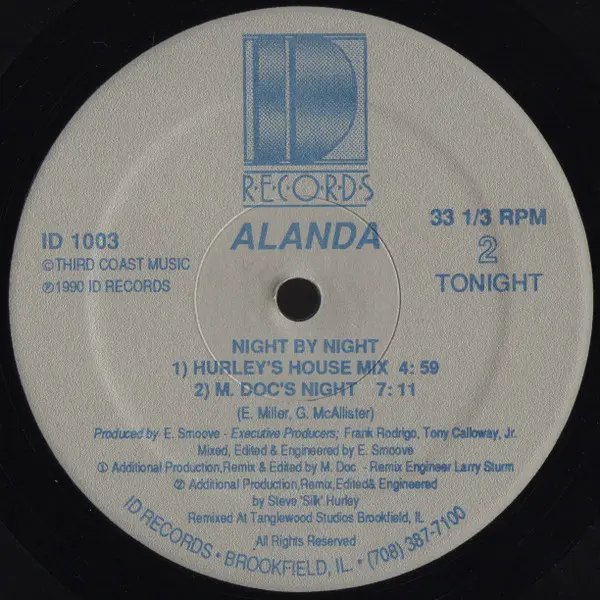 ID
R·E·C·O·R·D·S
ALANDA
33 1/3 RPM
2
TONIGHT
ID 1003
©THIRD COAST MUSIC
℗1990 ID RECORDS
NIGHT BY NIGHT
1) HURLEY'S HOUSE MIX 4: 59
2) M. DOC'S NIGHT 7: 11
(E. Miller, G. McAllister)
Produced by E. Smoove - Executive Producers; Frank Rodrigo, Tony Calloway, Jr.
Mixed, Edited & Engineered by E. Smoove
① Additional Production,Remix & Edited by M. Doc - Remix Engineer Larry Sturm
② Additional Production,Remix,Edited& Engineered
by Steve 'Silk' Hurley
Remixed At Tanglewood Studios Brookfield, IL
All Rights Reserved
ID RECORDS • BROOKFIELD, IL. • (708) 387-7100